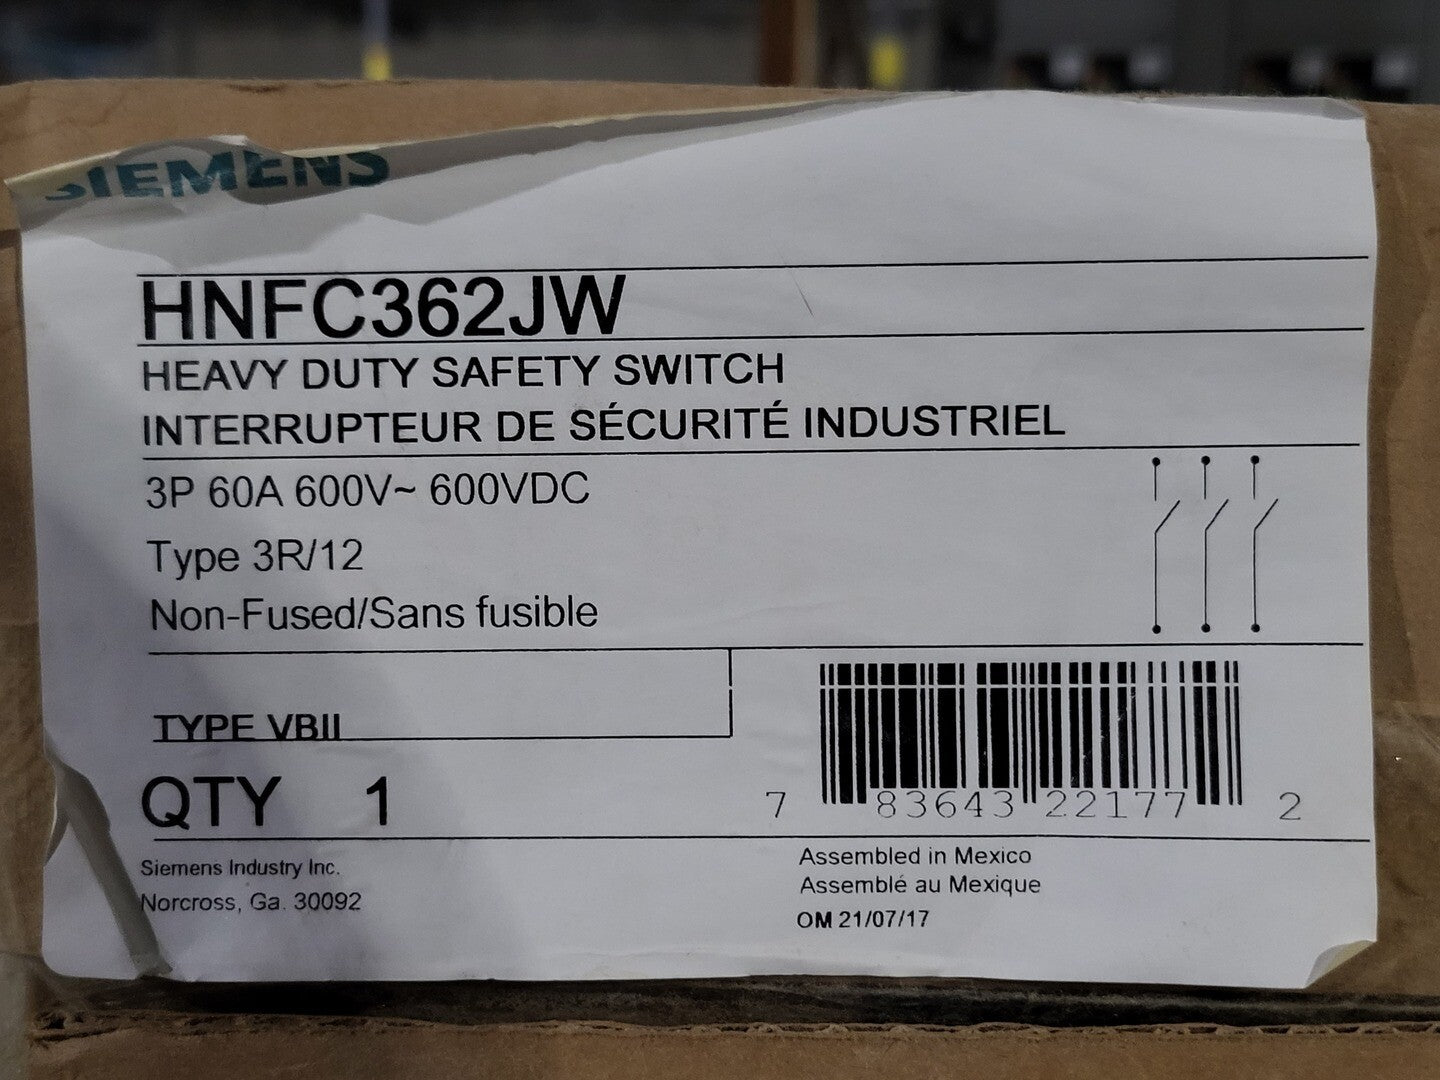 SIEMENS
HNFC362JW
HEAVY DUTY SAFETY SWITCH
INTERRUPTEUR DE SÉCURITÉ INDUSTRIEL
3P 60A 600V~ 600VDC
Type 3R/12
Non-Fused/Sans fusible
TYPE VBII
QTY 1
7 83643 22177 2
Siemens Industry Inc.
Norcross, Ga. 30092
Assembled in Mexico
Assemblé au Mexique
OM 21/07/17